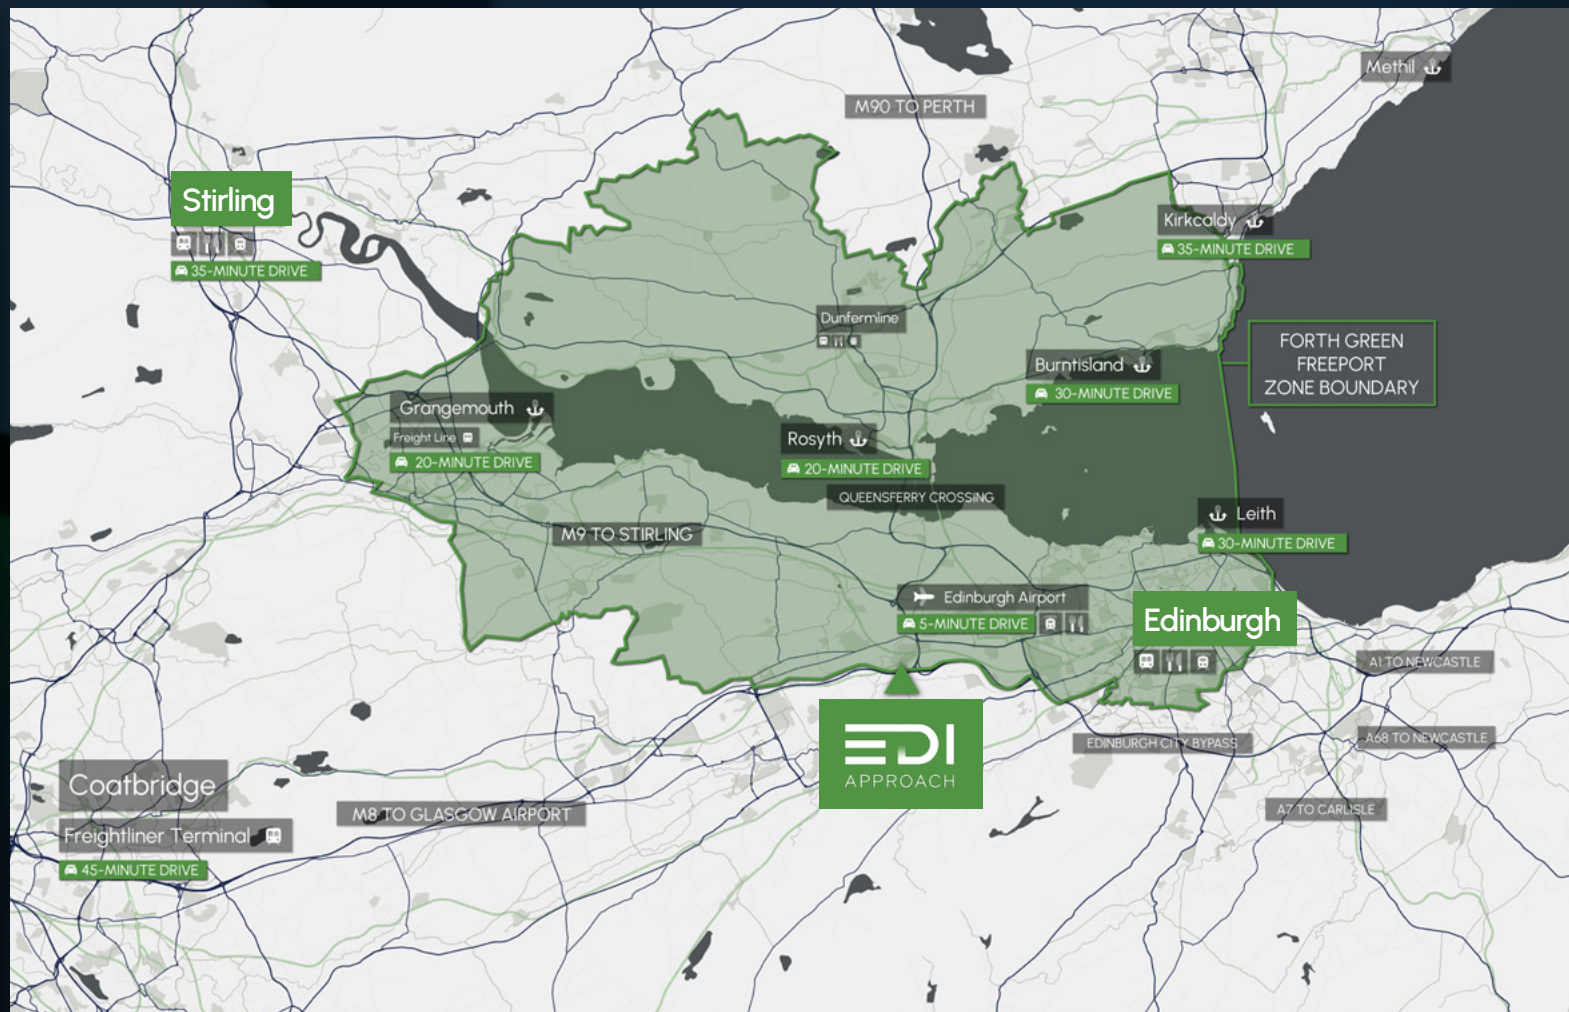 Methil
M90 TO PERTH
Stirling
35-MINUTE DRIVE
Kirkcaldy
35-MINUTE DRIVE
Dunfermline
FORTH GREEN
FREEPORT
ZONE BOUNDARY
Burntisland
30-MINUTE DRIVE
Grangemouth
Freight Line
20-MINUTE DRIVE
Rosyth
20-MINUTE DRIVE
QUEENSFERRY CROSSING
Leith
30-MINUTE DRIVE
M9 TO STIRLING
Edinburgh Airport
5-MINUTE DRIVE
Edinburgh
A1 TO NEWCASTLE
EDI
APPROACH
EDINBURGH CITY BYPASS
A68 TO NEWCASTLE
Coatbridge
Freightliner Terminal
45-MINUTE DRIVE
M8 TO GLASGOW AIRPORT
A7 TO CARLISLE